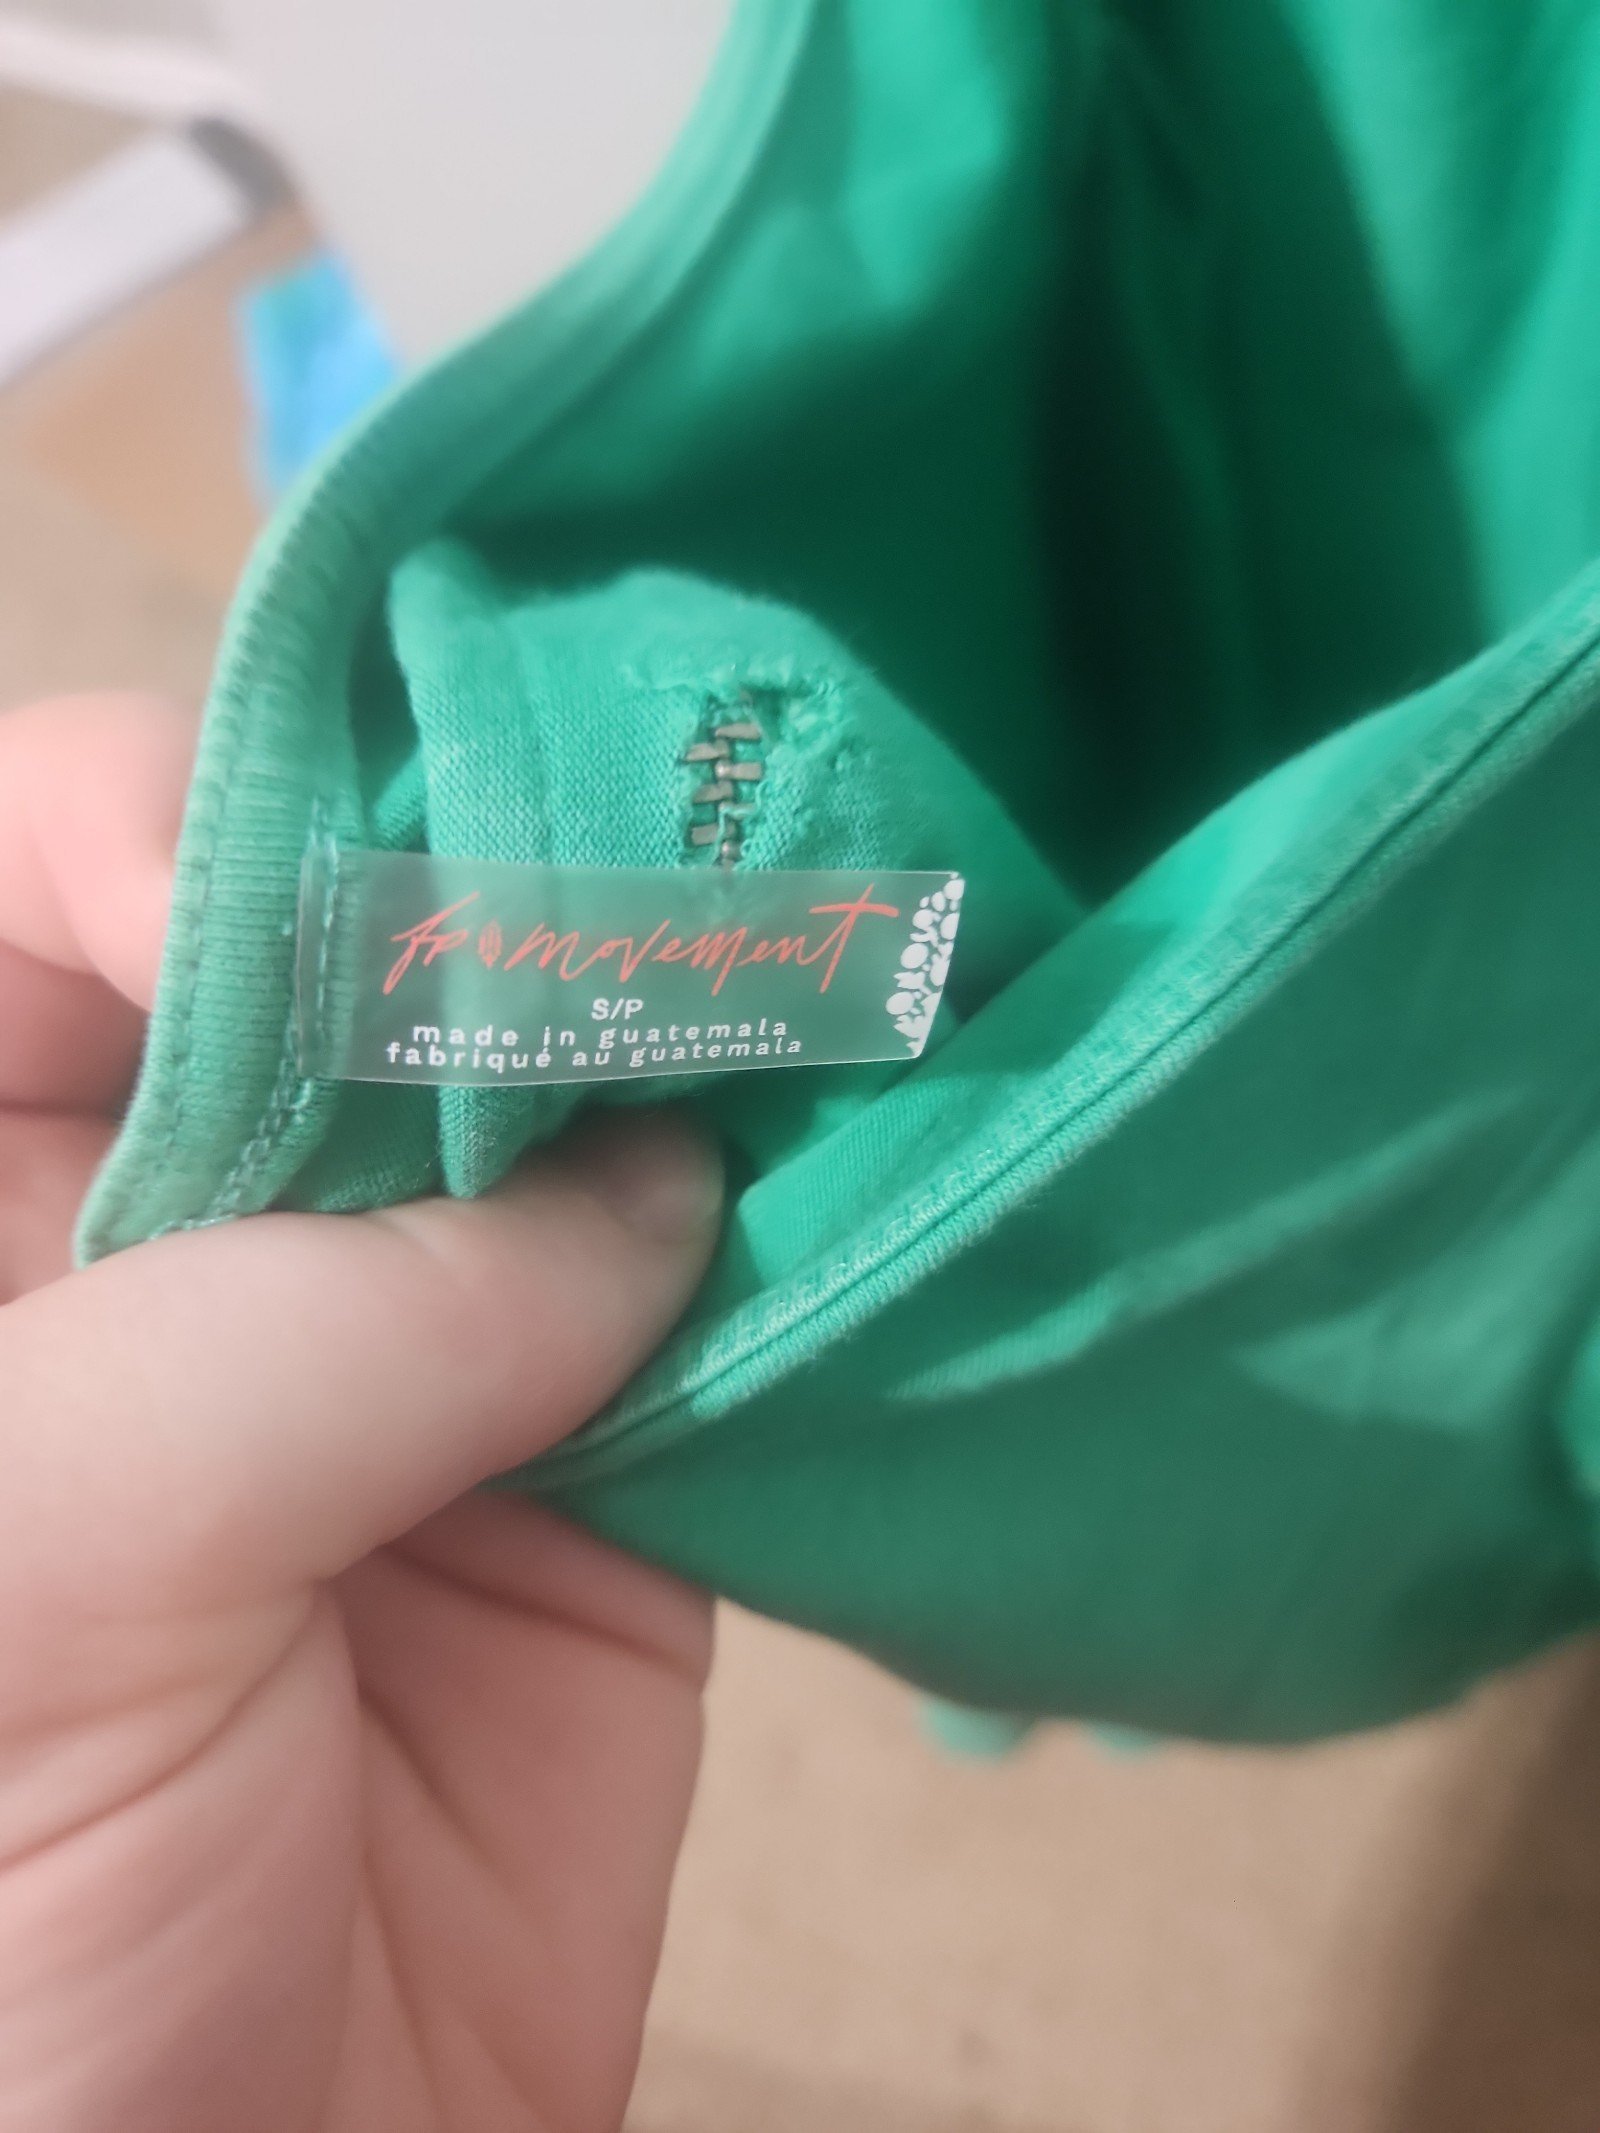 fp movement
S/P
made in guatemala
fabriqué au guatemala